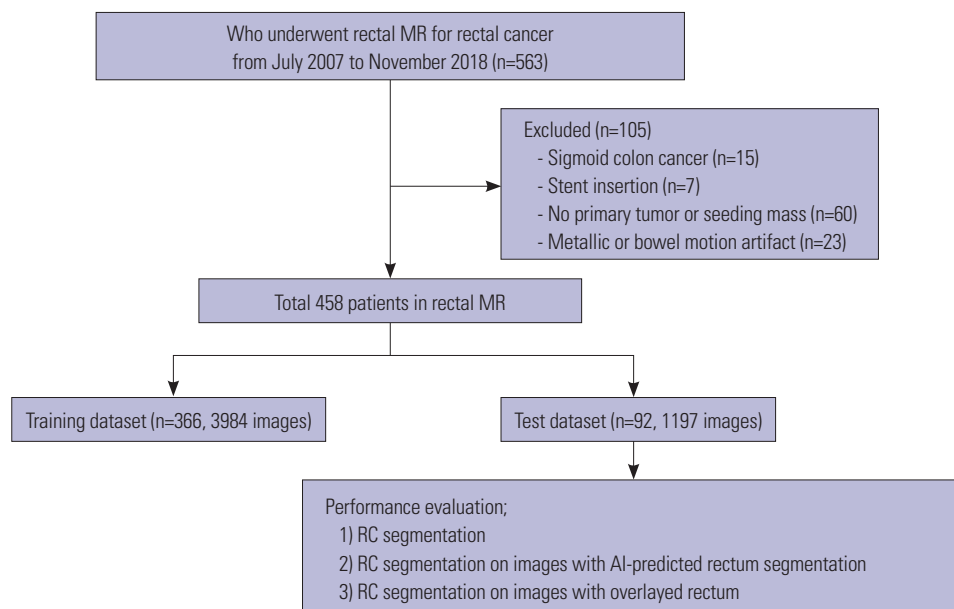 Who underwent rectal MR for rectal cancer
from July 2007 to November 2018 (n=563)
Excluded (n=105)
- Sigmoid colon cancer (n=15)
- Stent insertion (n=7)
- No primary tumor or seeding mass (n=60)
- Metallic or bowel motion artifact (n=23)
Total 458 patients in rectal MR
Training dataset (n=366, 3984 images)
Test dataset (n=92, 1197 images)
Performance evaluation;
1) RC segmentation
2) RC segmentation on images with AI-predicted rectum segmentation
3) RC segmentation on images with overlayed rectum